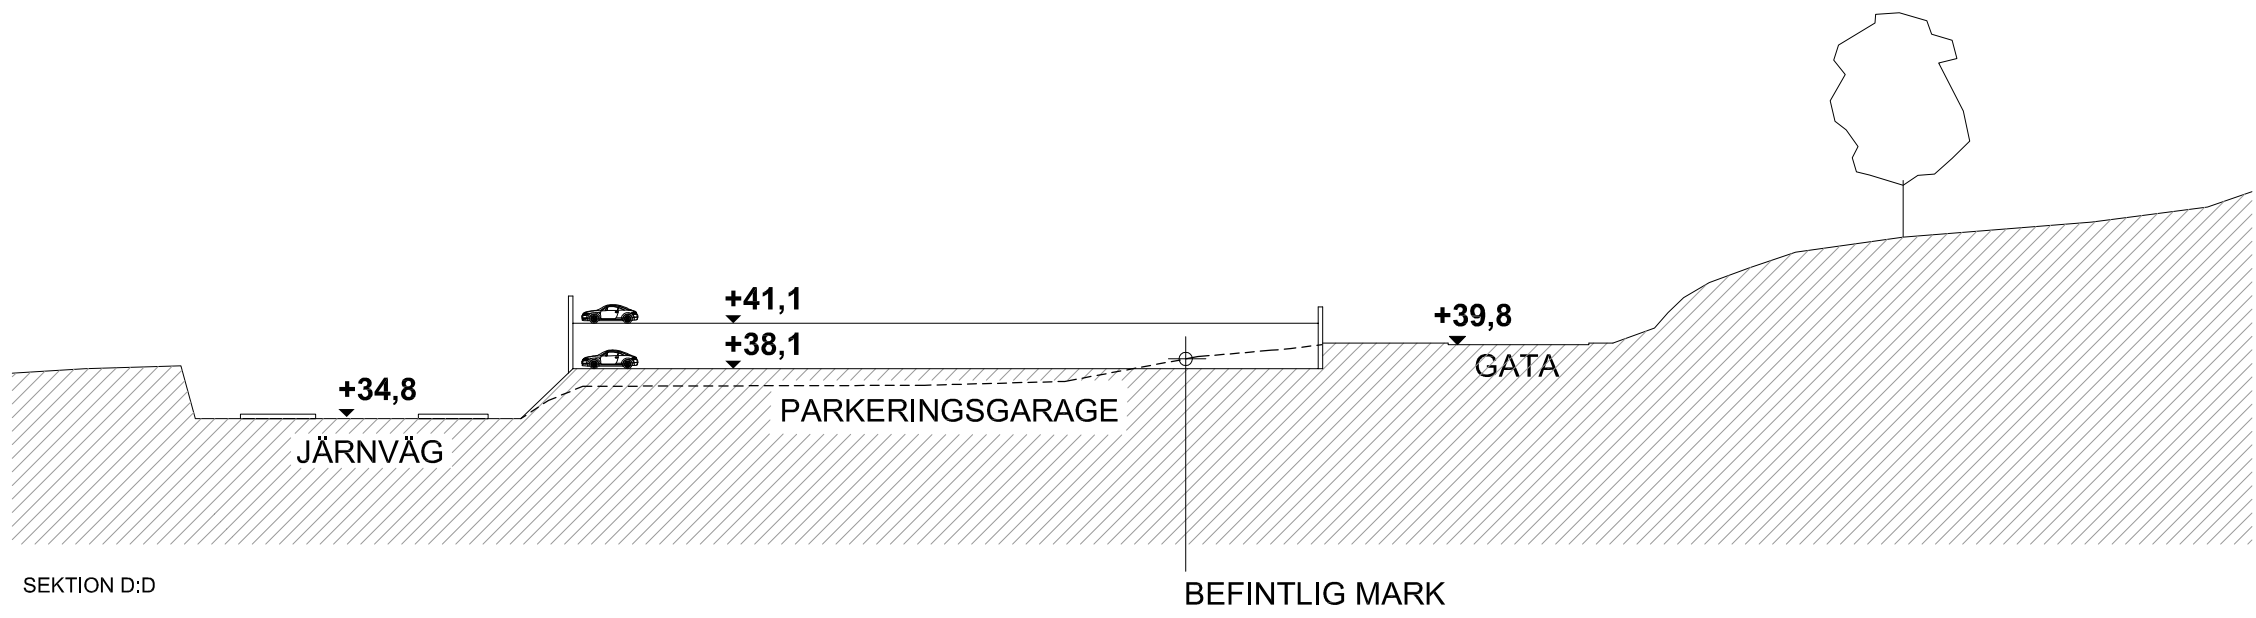 +41,1
+39,8
+38,1
GATA
+34,8
PARKERINGSGARAGE
JÄRNVÄG
SEKTION D:D
BEFINTLIG MARK